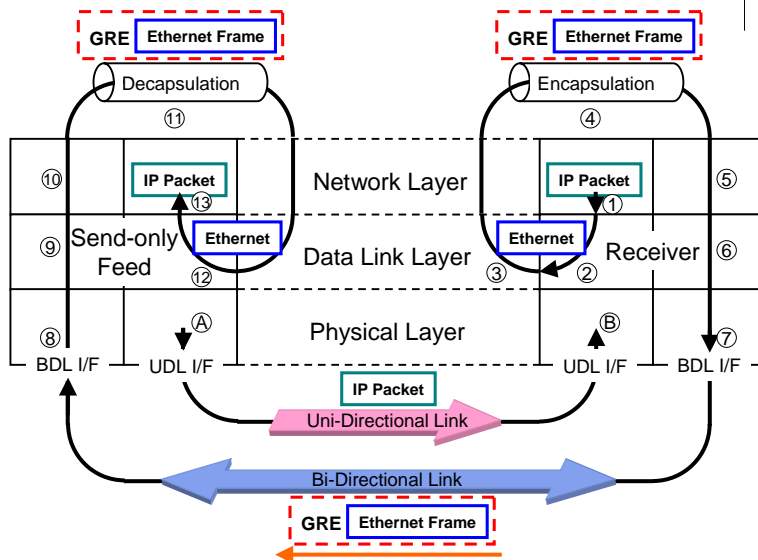 GRE Ethernet Frame
GRE Ethernet Frame
Decapsulation
Encapsulation
⑪
④
⑩
IP Packet
⑬
Network Layer
IP Packet
①
⑤
⑨
Send-only
Feed
Ethernet
⑫
Data Link Layer
Ethernet
③
②
Receiver
⑥
⑧
Ⓐ
Physical Layer
Ⓑ
⑦
BDL I/F
UDL I/F
UDL I/F
BDL I/F
IP Packet
Uni-Directional Link
Bi-Directional Link
GRE Ethernet Frame